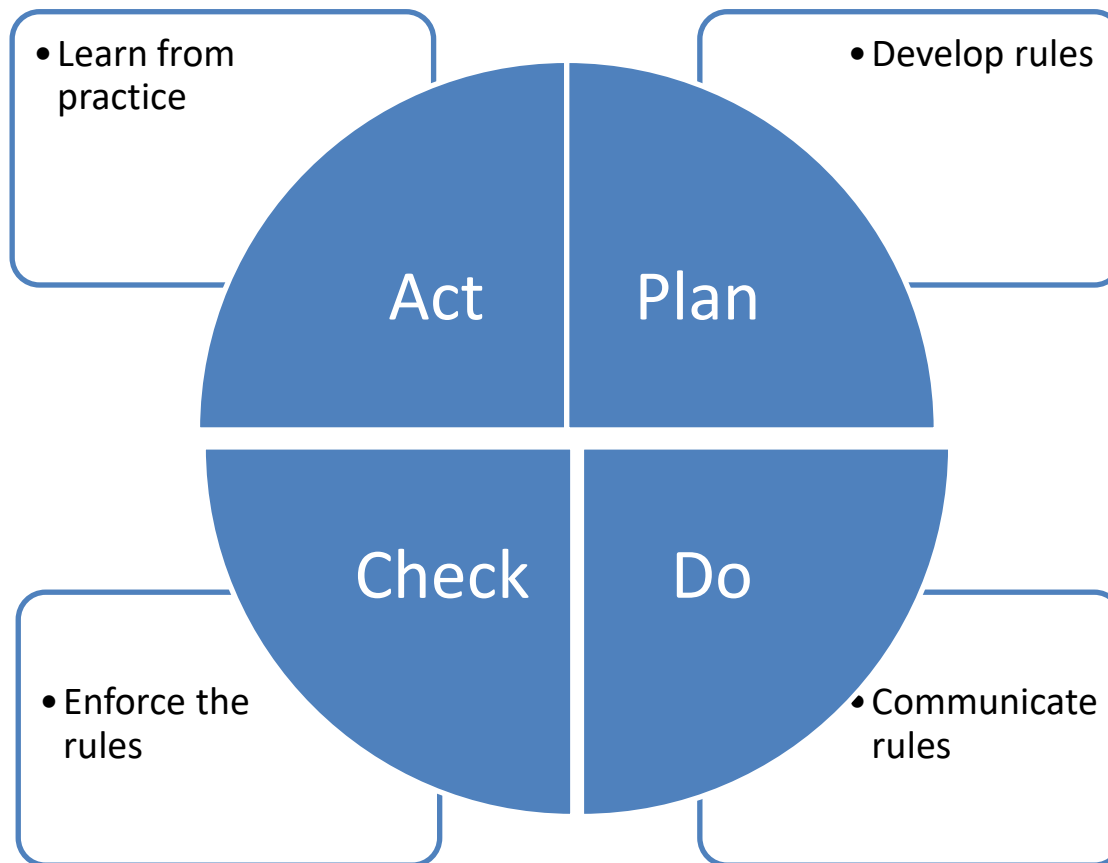 • Learn from
practice
• Develop rules
Act
Plan
Check
Do
• Enforce the
rules
• Communicate
rules